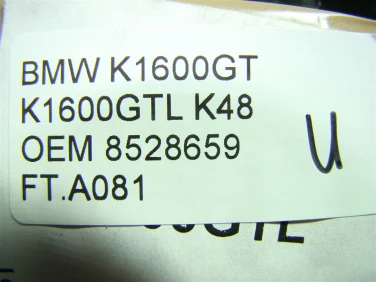 BMW K1600GT
K1600GTL K48
OEM 8528659
FT.A081
U